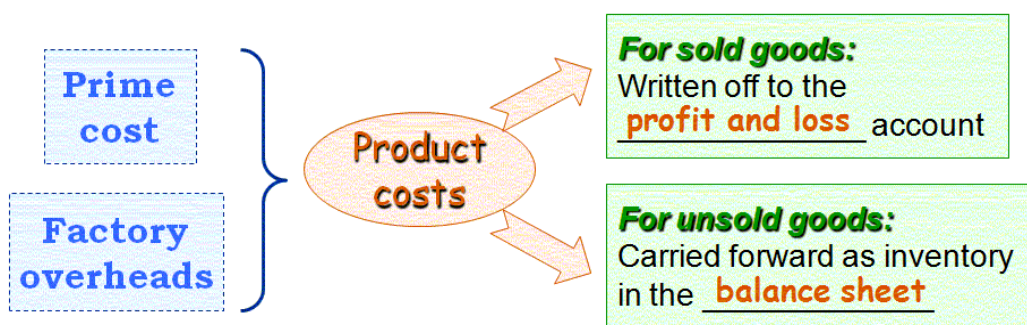 Prime
cost
Factory
overheads
Product
costs
For sold goods:
Written off to the
profit and loss account
For unsold goods:
Carried forward as inventory
in the balance sheet